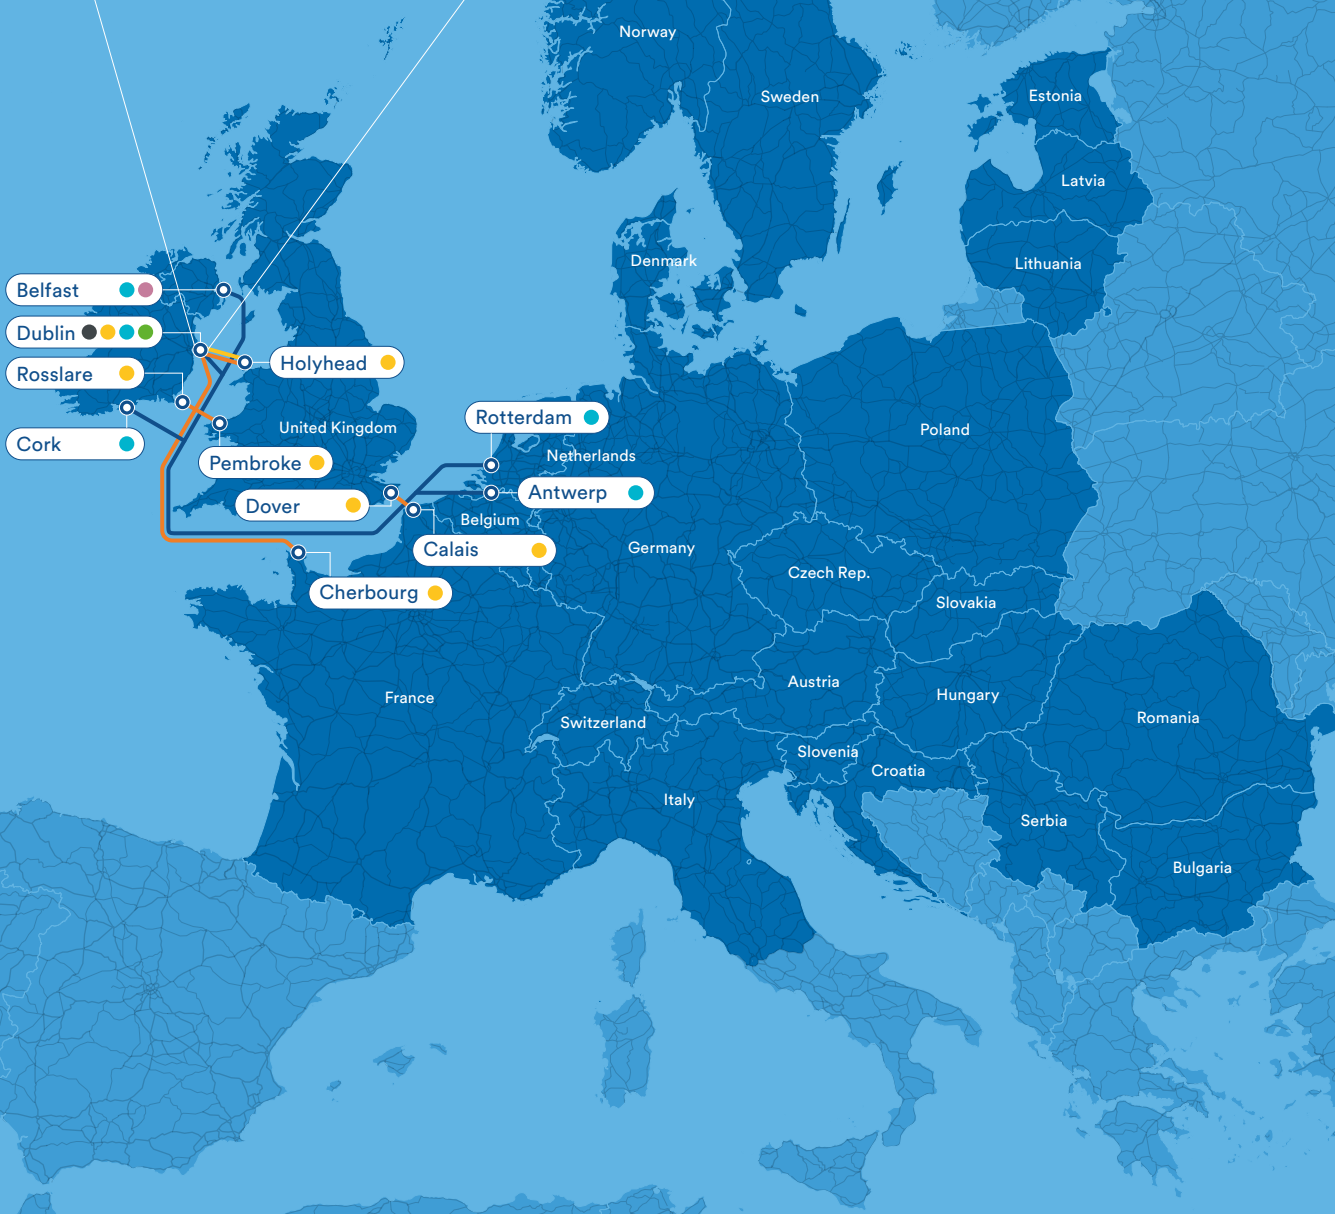 Norway
Sweden
Estonia
Latvia
Denmark
Lithuania
Belfast
Dublin
Holyhead
Rosslare
Rotterdam
United Kingdom
Poland
Cork
Netherlands
Pembroke
Antwerp
Dover
Belgium
Germany
Calais
Czech Rep.
Cherbourg
Slovakia
Austria
France
Hungary
Romania
Switzerland
Slovenia
Croatia
Italy
Serbia
Bulgaria